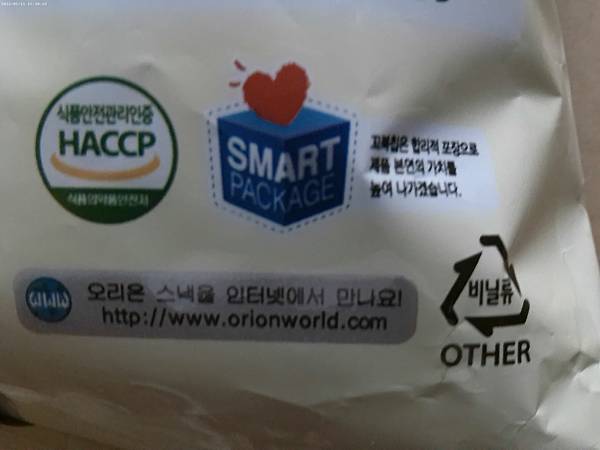 식품안전관리인증
HACCP
식품의약품안전처
SMART
PACKAGE
꼬북칩은 합리적 포장으로
제품 본연의 가치를
높여 나가겠습니다.
오리온 스낵을 인터넷에서 만나요!
http://www.orionworld.com
비닐류
OTHER